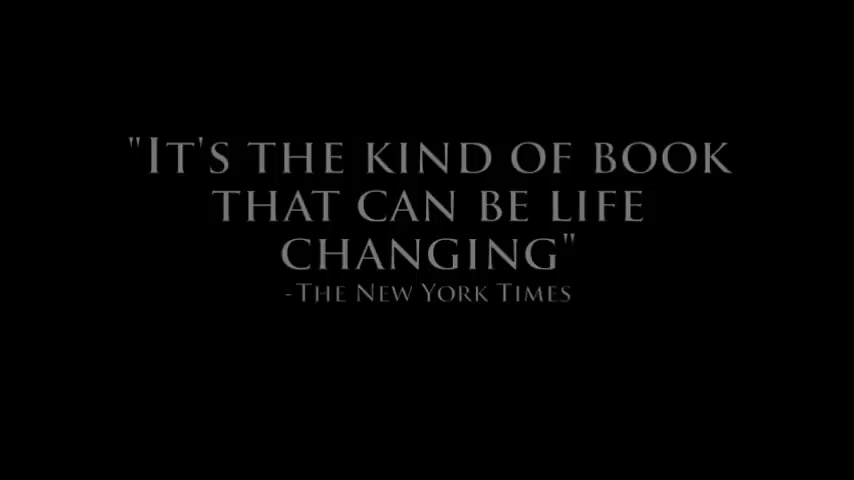 "IT'S THE KIND OF BOOK
THAT CAN BE LIFE
CHANGING"
-THE NEW YORK TIMES